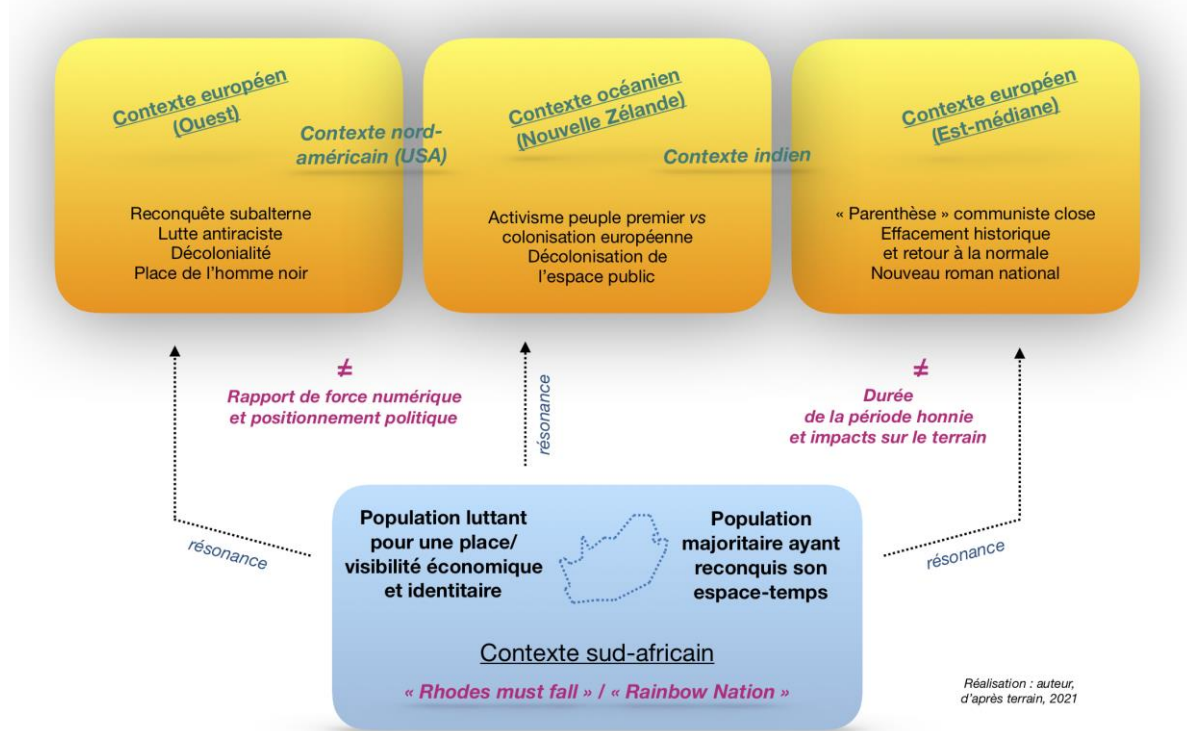 Contexte européen
(Ouest)
Contexte nord-
américain (USA)
Contexte océanien
(Nouvelle Zélande)
Contexte indien
Contexte européen
(Est-médiane)
Reconquête subalterne
Lutte antiraciste
Décolonialité
Place de l’homme noir
Activisme peuple premier vs
colonisation européenne
Décolonisation de
l’espace public
« Parenthèse » communiste close
Effacement historique
et retour à la normale
Nouveau roman national
≠
Rapport de force numérique
et positionnement politique
résonance
≠
Durée
de la période honnie
et impacts sur le terrain
résonance
Population luttant
pour une place/
visibilité économique
et identitaire
Population
majoritaire ayant
reconquis son
espace-temps
résonance
Contexte sud-africain
« Rhodes must fall » / « Rainbow Nation »
Réalisation : auteur,
d’après terrain, 2021